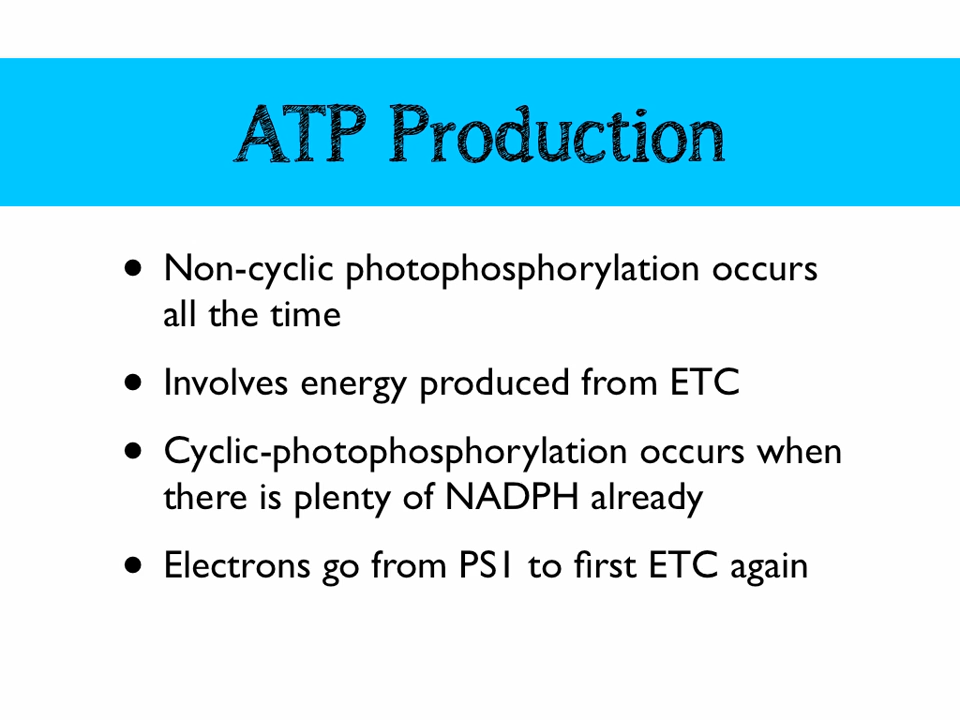 ATP Production
• Non-cyclic photophosphorylation occurs
all the time
• Involves energy produced from ETC
• Cyclic-photophosphorylation occurs when
there is plenty of NADPH already
• Electrons go from PS1 to first ETC again